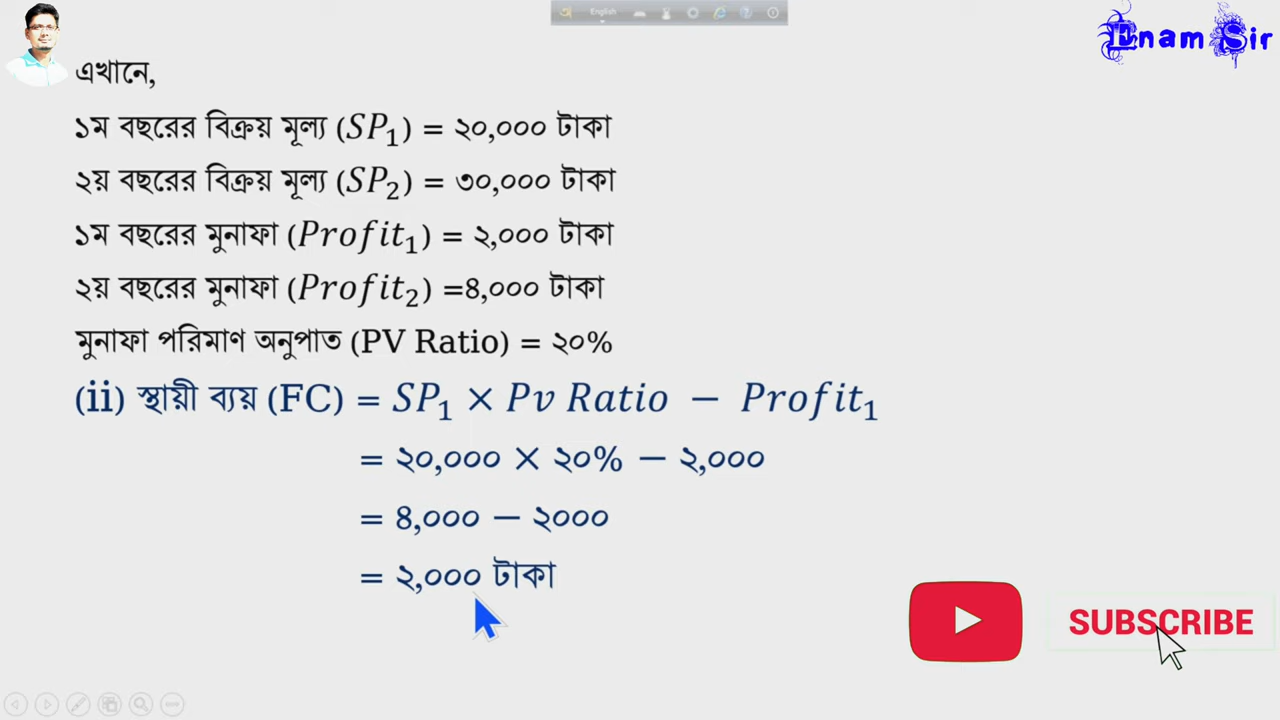 English
Enam Sir
এখানে,
১ম বছরের বিক্রয় মূল্য (SP₁) = ২০,০০০ টাকা
২য় বছরের বিক্রয় মূল্য (SP₂) = ৩০,০০০ টাকা
১ম বছরের মুনাফা (Profit₁) = ২,০০০ টাকা
২য় বছরের মুনাফা (Profit₂) =৪,০০০ টাকা
মুনাফা পরিমাণ অনুপাত (PV Ratio) = ২০%
(ii) স্থায়ী ব্যয় (FC) = SP₁ × Pv Ratio − Profit₁
= ২০,০০০ × ২০% − ২,০০০
= ৪,০০০ − ২০০০
= ২,০০০ টাকা
SUBSCRIBE